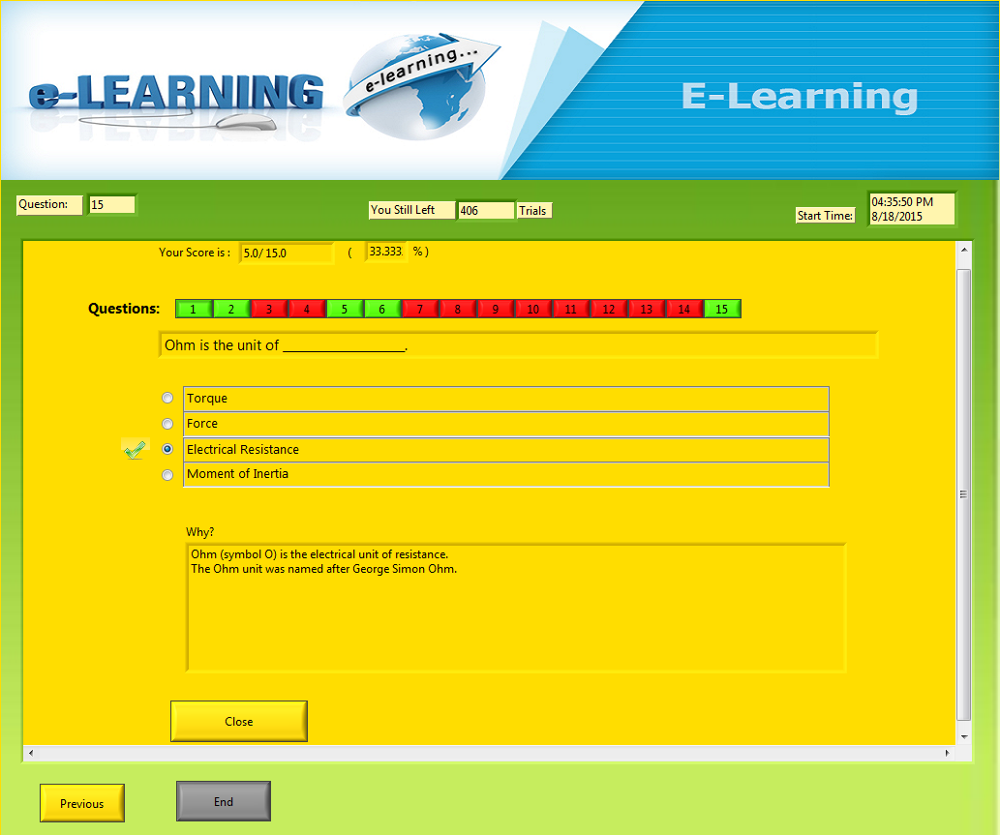 e-LEARNING
e-learning...
E-Learning
Question: 15
You Still Left 406 Trials
Start Time: 04:35:50 PM
8/18/2015
Your Score is : 5.0/ 15.0 ( 33.333 % )
Questions: 1 2 3 4 5 6 7 8 9 10 11 12 13 14 15
Ohm is the unit of __________________.
Torque
Force
Electrical Resistance
Moment of Inertia
Why?
Ohm (symbol O) is the electrical unit of resistance.
The Ohm unit was named after George Simon Ohm.
Close
Previous
End